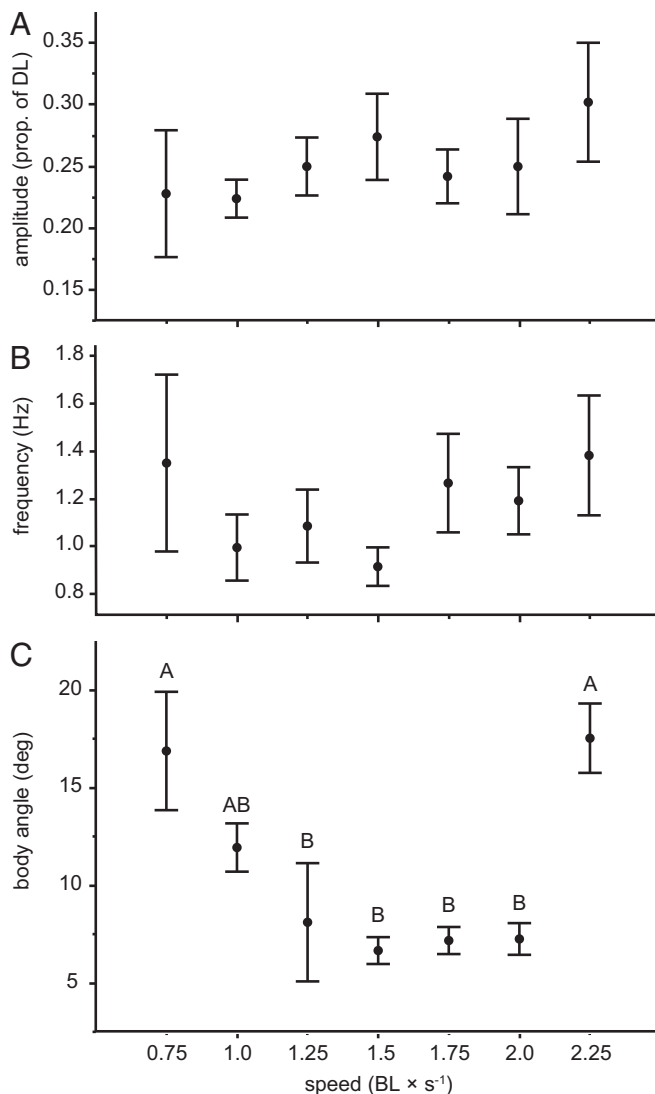 A
amplitude (prop. of DL)
0.35
0.30
0.25
0.20
0.15
B
frequency (Hz)
1.8
1.6
1.4
1.2
1.0
0.8
C
body angle (deg)
20
15
10
5
A
AB
B
B
B
B
A
0.75 1.0 1.25 1.5 1.75 2.0 2.25
speed (BL × s⁻¹)